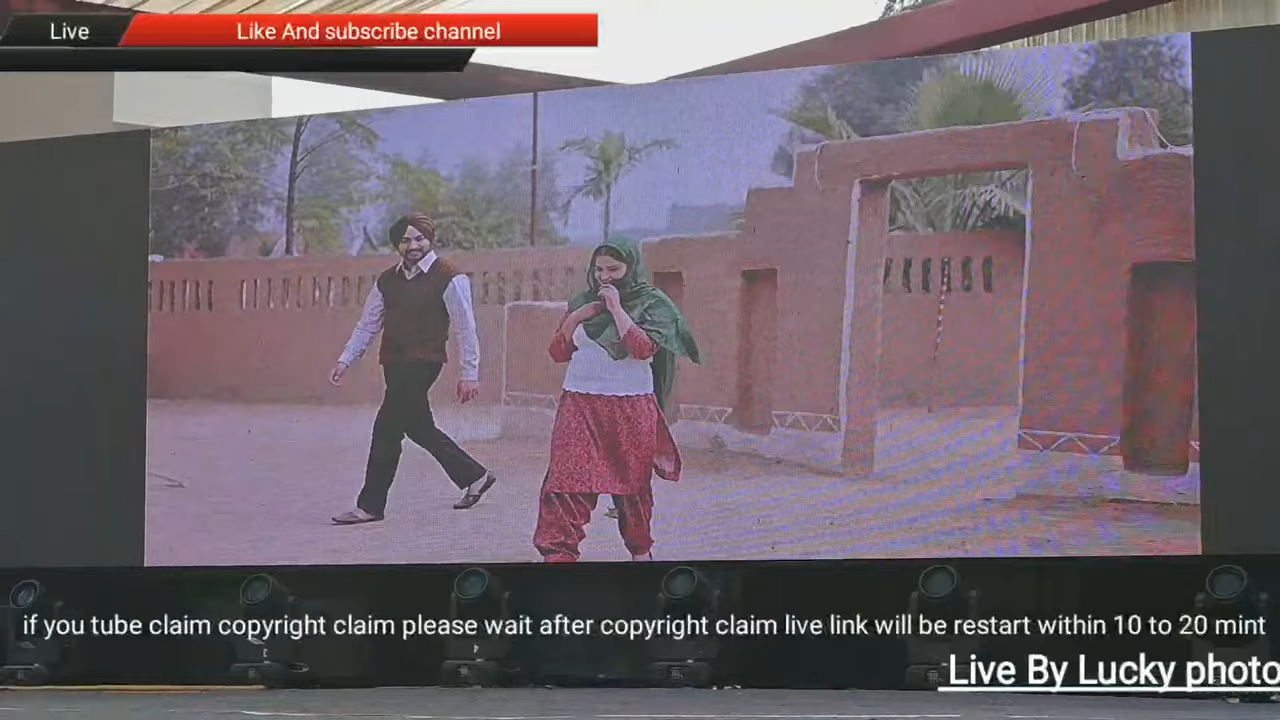 Live
Like And subscribe channel
if you tube claim copyright claim please wait after copyright claim live link will be restart within 10 to 20 mint
Live By Lucky photo